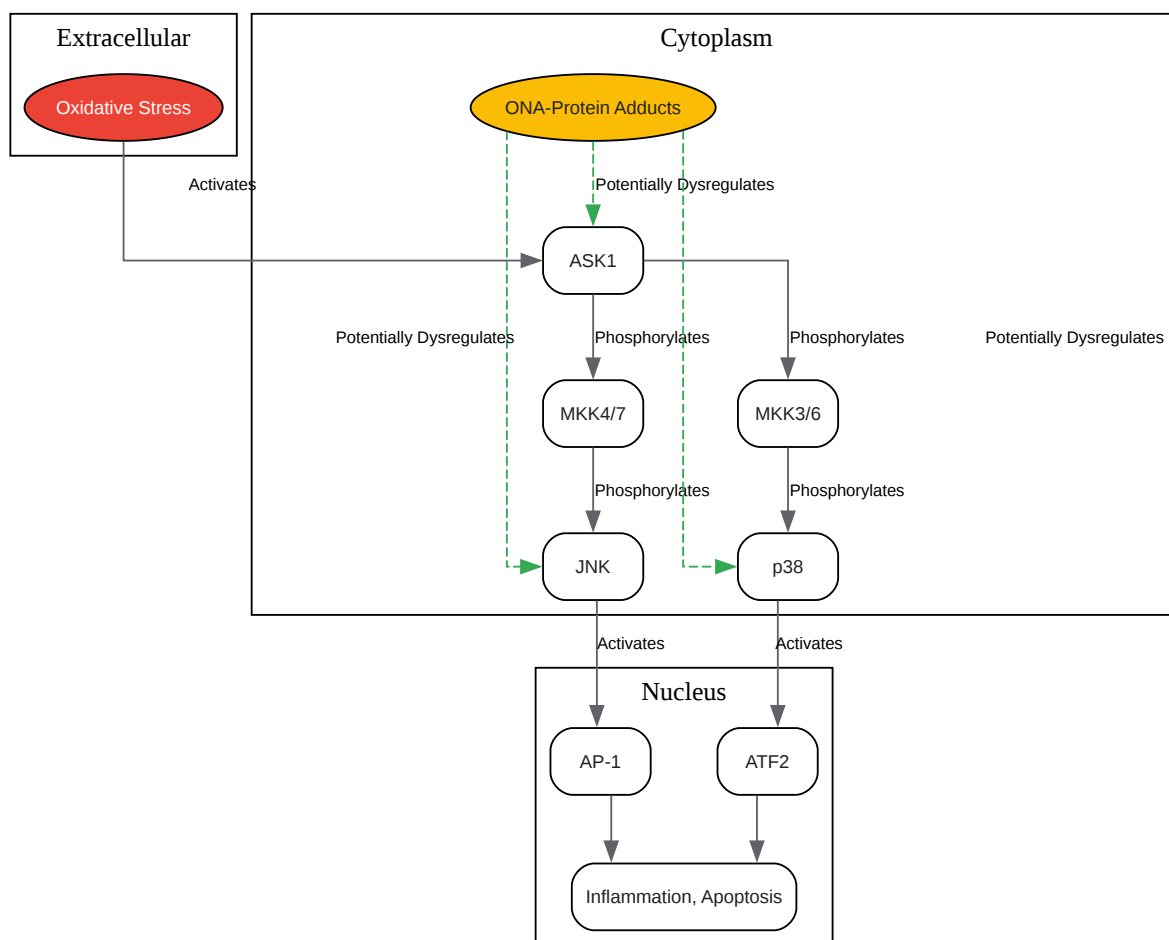 Extracellular
Cytoplasm
Oxidative Stress
ONA-Protein Adducts
Activates
Potentially Dysregulates
ASK1
Potentially Dysregulates
Phosphorylates
Phosphorylates
Potentially Dysregulates
MKK4/7
MKK3/6
Phosphorylates
Phosphorylates
JNK
p38
Activates
Activates
Nucleus
AP-1
ATF2
Inflammation, Apoptosis